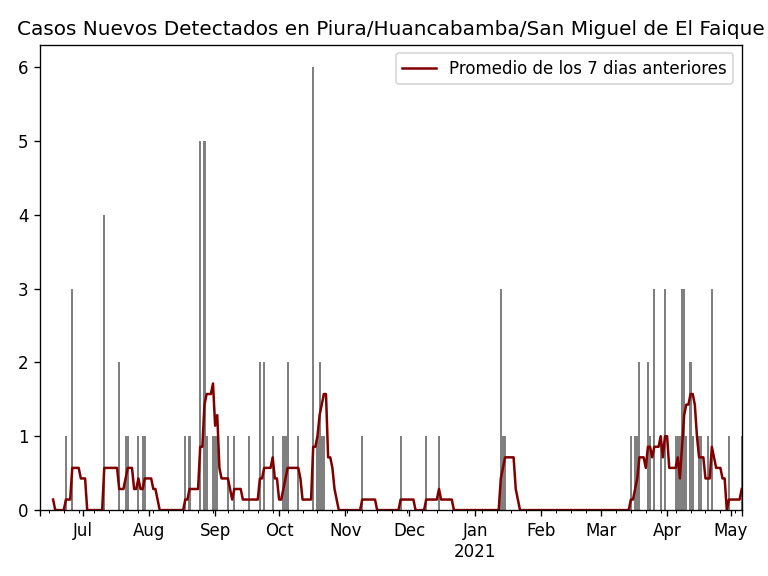 Casos Nuevos Detectados en Piura/Huancabamba/San Miguel de El Faique
Promedio de los 7 dias anteriores
6
5
4
3
2
1
0
Jul Aug Sep Oct Nov Dec Jan Feb Mar Apr May
2021